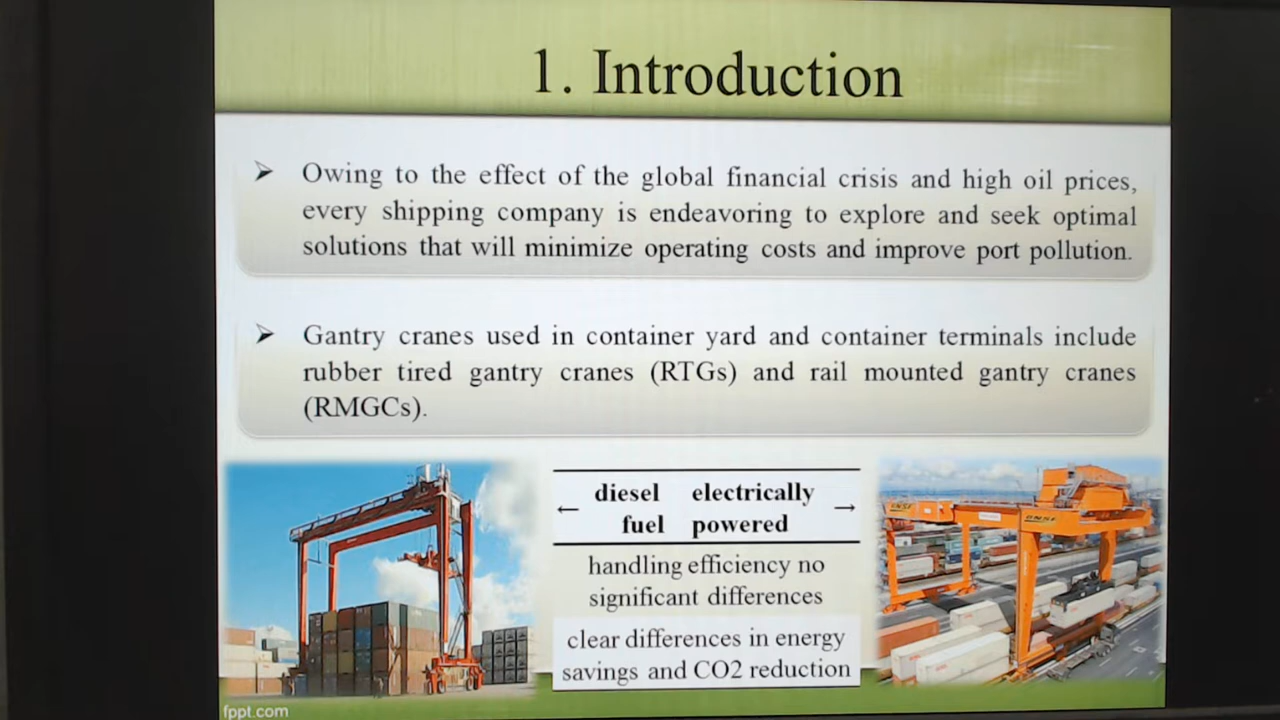 1. Introduction
➢ Owing to the effect of the global financial crisis and high oil prices,
every shipping company is endeavoring to explore and seek optimal
solutions that will minimize operating costs and improve port pollution.
➢ Gantry cranes used in container yard and container terminals include
rubber tired gantry cranes (RTGs) and rail mounted gantry cranes
(RMGCs).
← diesel electrically →
fuel powered
handling efficiency no
significant differences
clear differences in energy
savings and CO2 reduction
BNSF
BNSF
fppt.com